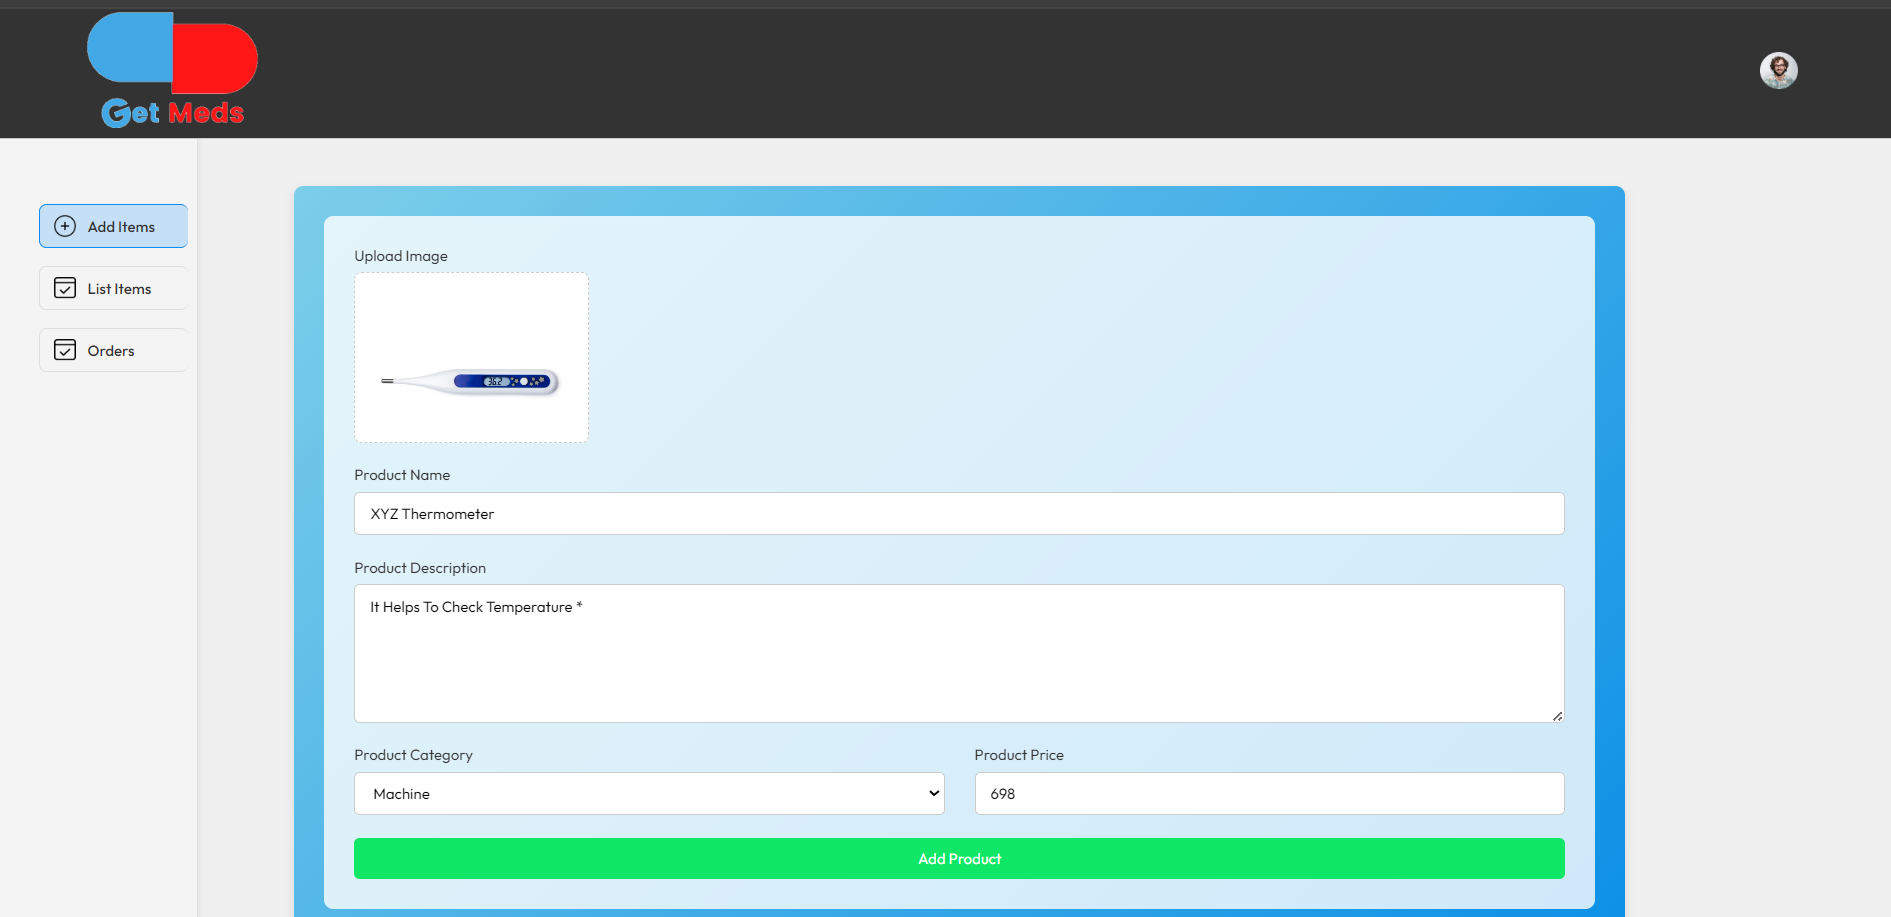 Get Meds
Add Items
List Items
Orders
Upload Image
36.2
Product Name
XYZ Thermometer
Product Description
It Helps To Check Temperature *
Product Category
Product Price
Machine
698
Add Product